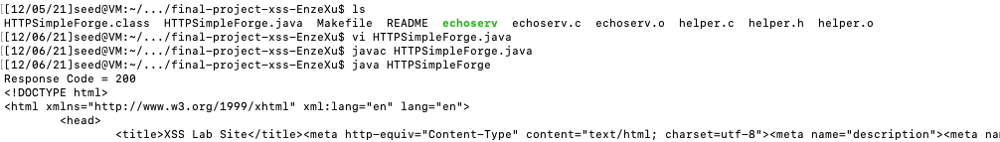 [[12/05/21]seed@VM:~/.../final-project-xss-EnzeXu$ ls
HTTPSimpleForge.class  HTTPSimpleForge.java  Makefile  README  echoserv  echoserv.c  echoserv.o  helper.c  helper.h  helper.o
[[12/06/21]seed@VM:~/.../final-project-xss-EnzeXu$ vi HTTPSimpleForge.java
[[12/06/21]seed@VM:~/.../final-project-xss-EnzeXu$ javac HTTPSimpleForge.java
[[12/06/21]seed@VM:~/.../final-project-xss-EnzeXu$ java HTTPSimpleForge
Response Code = 200
<!DOCTYPE html>
<html xmlns="http://www.w3.org/1999/xhtml" xml:lang="en" lang="en">
        <head>
                <title>XSS Lab Site</title><meta http-equiv="Content-Type" content="text/html; charset=utf-8"><meta name="description"><meta na